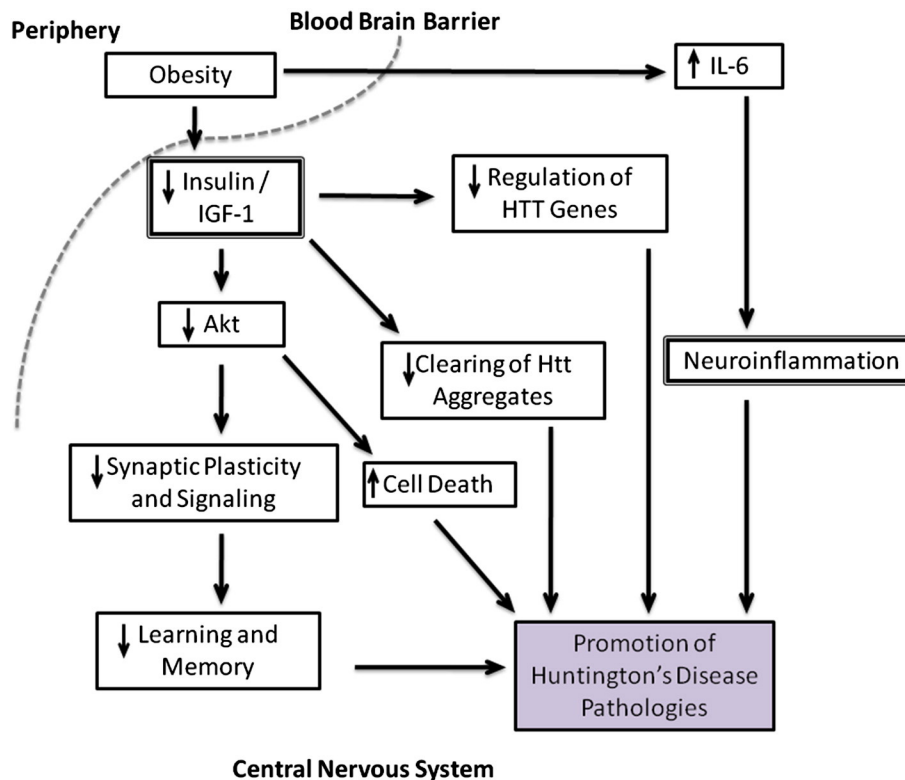 Periphery
Blood Brain Barrier
Obesity
↑ IL-6
↓ Insulin /
IGF-1
↓ Regulation of
HTT Genes
↓ Akt
↓ Clearing of Htt
Aggregates
Neuroinflammation
↓ Synaptic Plasticity
and Signaling
↑ Cell Death
↓ Learning and
Memory
Promotion of
Huntington’s Disease
Pathologies
Central Nervous System